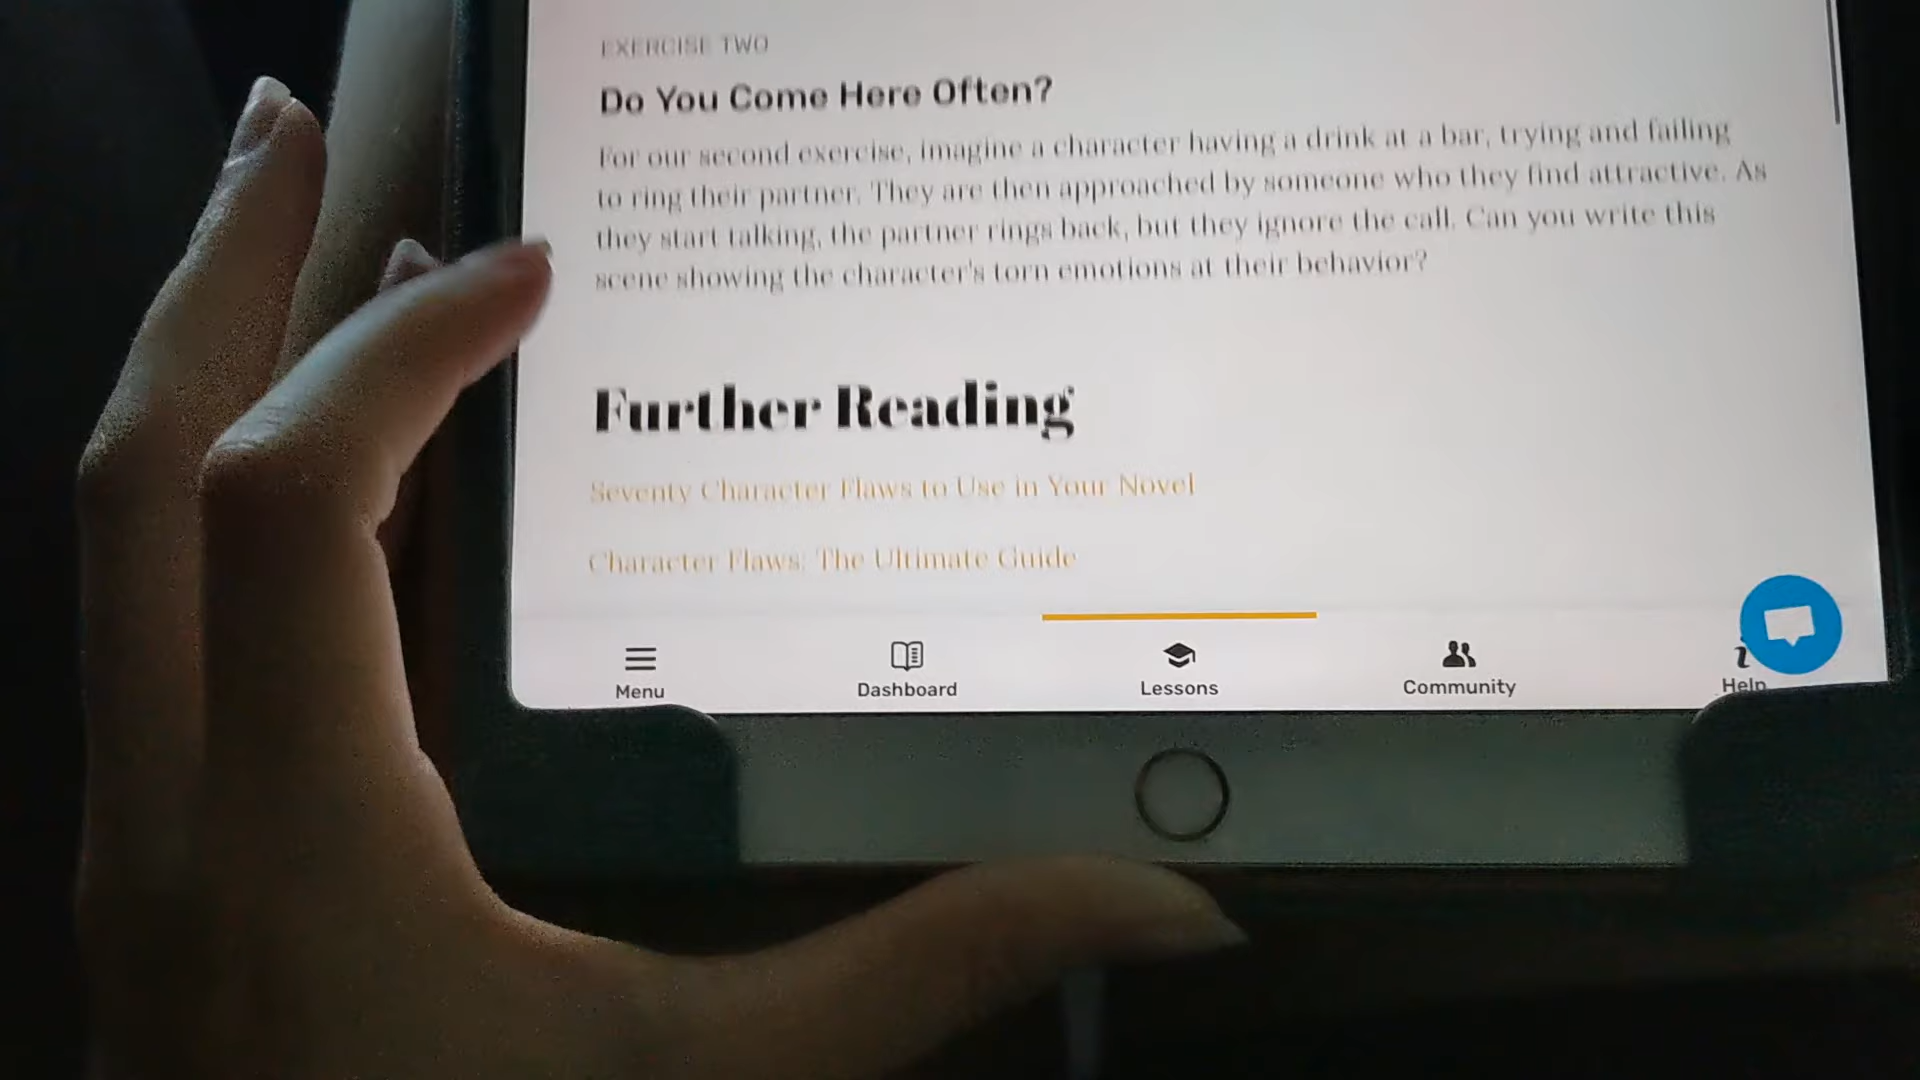 EXERCISE TWO
Do You Come Here Often?
For our second exercise, imagine a character having a drink at a bar, trying and failing
to ring their partner. They are then approached by someone who they find attractive. As
they start talking, the partner rings back, but they ignore the call. Can you write this
scene showing the character's torn emotions at their behavior?
Further Reading
Seventy Character Flaws to Use in Your Novel
Character Flaws: The Ultimate Guide
Menu
Dashboard
Lessons
Community
Help